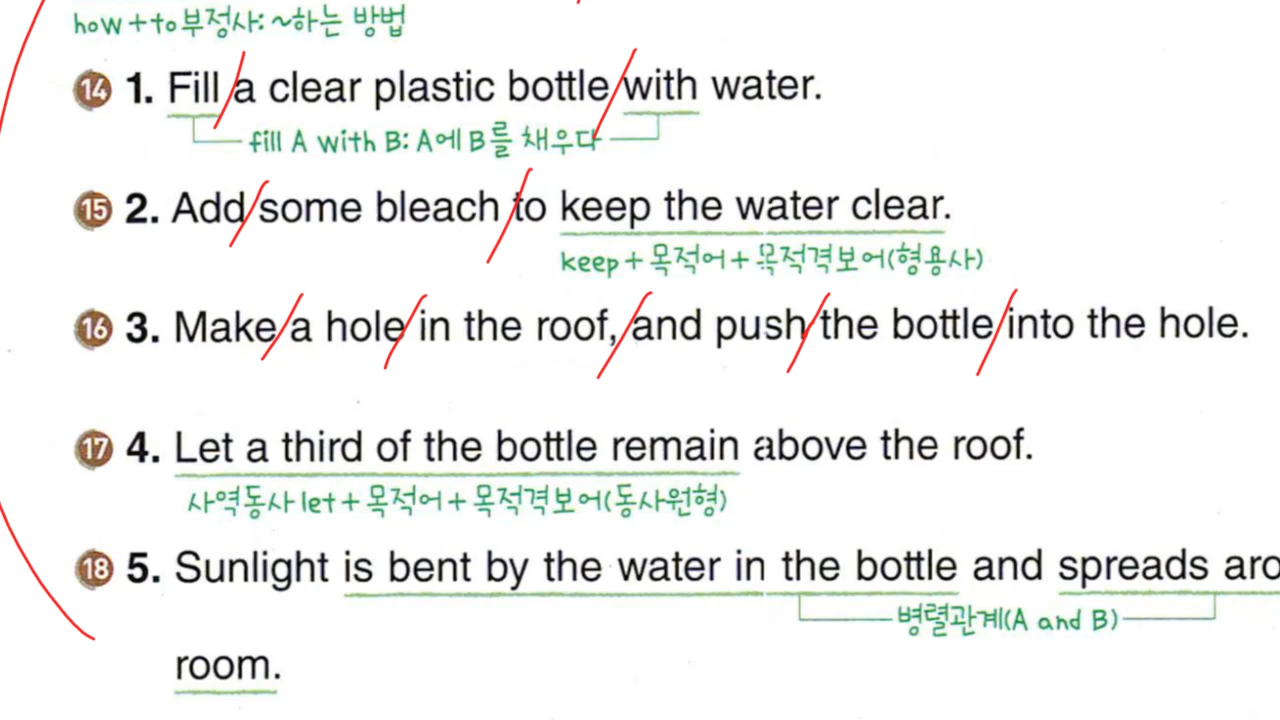 how+to부정사: ~하는 방법
14 1. Fill a clear plastic bottle with water.
fill A with B: A에 B를 채우다
15 2. Add some bleach to keep the water clear.
keep+목적어+목적격보어(형용사)
16 3. Make a hole in the roof, and push the bottle into the hole.
17 4. Let a third of the bottle remain above the roof.
사역동사 let+목적어+목적격보어(동사원형)
18 5. Sunlight is bent by the water in the bottle and spreads aro
병렬관계(A and B)
room.